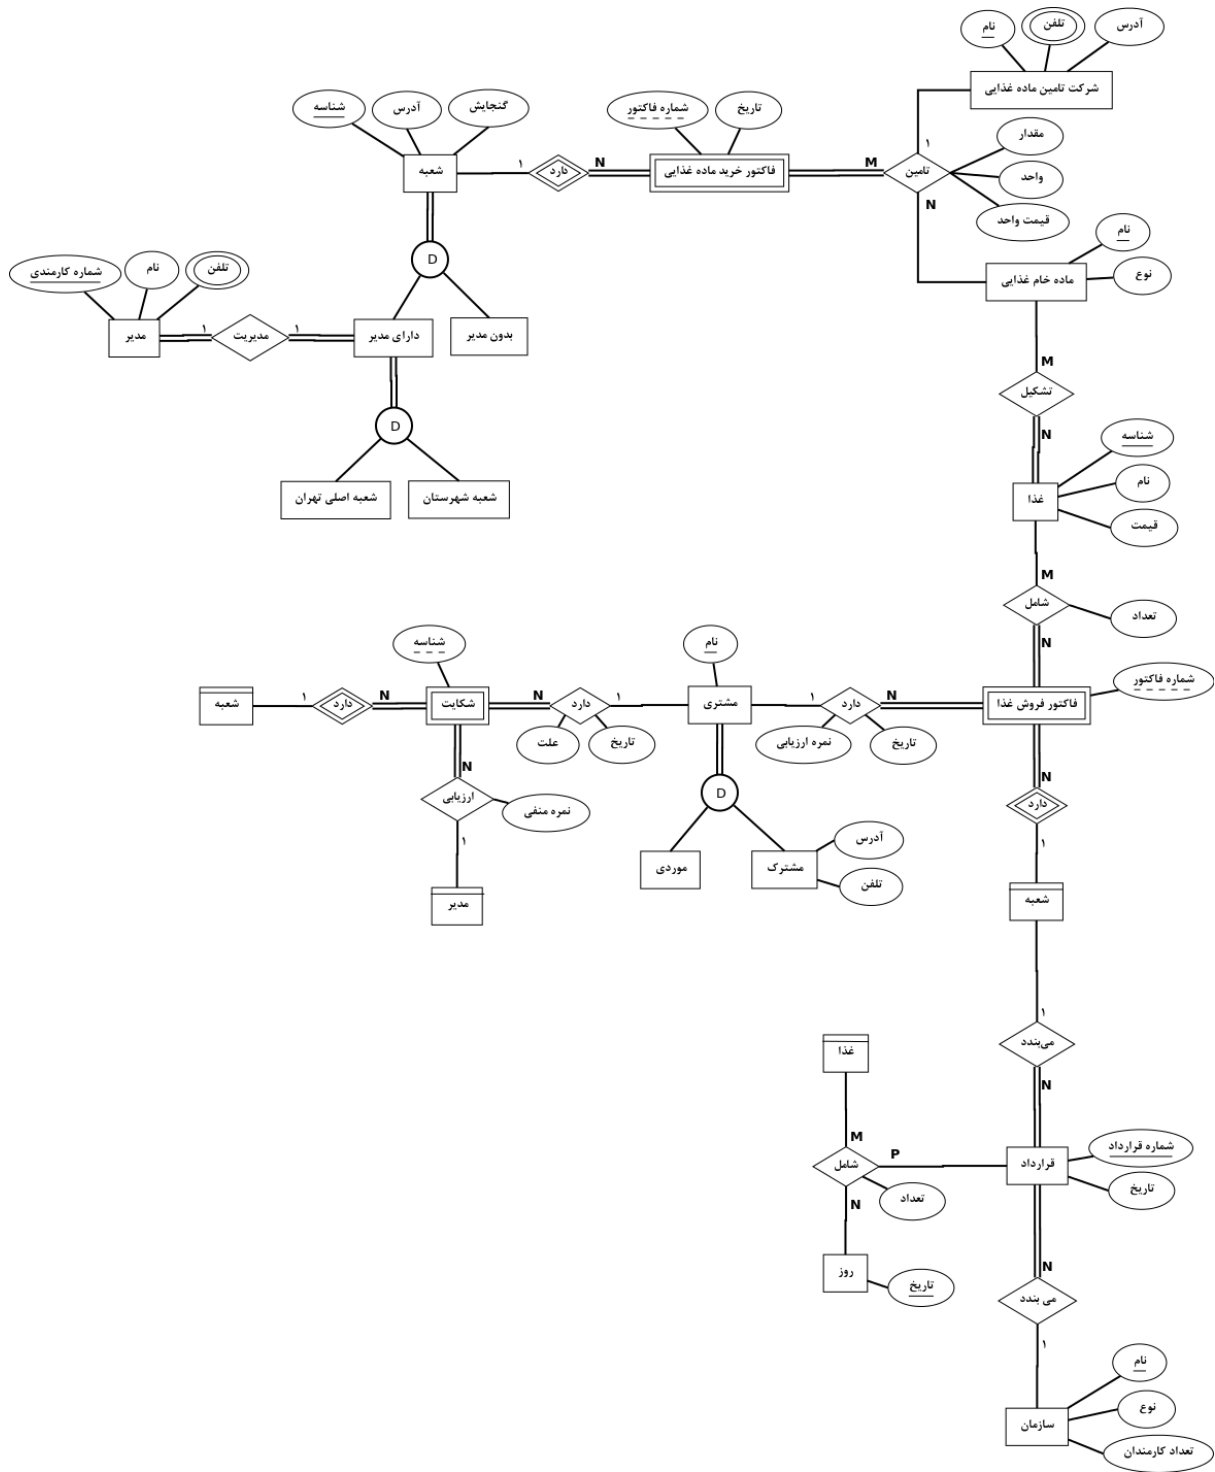 نام
تلفن
آدرس
شرکت تامین ماده غذایی
شناسه
آدرس
گنجایش
شماره فاکتور
تاریخ
۱
مقدار
شعبه
۱
دارد
N
فاکتور خرید ماده غذایی
M
تامین
واحد
N
قیمت واحد
نام
D
ماده خام غذایی
نوع
شماره کارمندی
نام
تلفن
مدیر
۱
مدیریت
۱
دارای مدیر
بدون مدیر
M
تشکیل
N
D
شناسه
نام
غذا
قیمت
شعبه اصلی تهران
شعبه شهرستان
M
شامل
تعداد
N
شناسه
نام
شماره فاکتور
شعبه
۱
دارد
N
شکایت
N
دارد
۱
مشتری
۱
دارد
N
فاکتور فروش غذا
علت
تاریخ
نمره ارزیابی
تاریخ
N
ارزیابی
نمره منفی
۱
مدیر
D
موردی
مشترک
آدرس
تلفن
N
دارد
۱
شعبه
۱
می‌بندد
N
غذا
M
شامل
P
تعداد
N
روز
تاریخ
قرارداد
شماره قرارداد
تاریخ
N
می بندد
۱
نام
سازمان
نوع
تعداد کارمندان